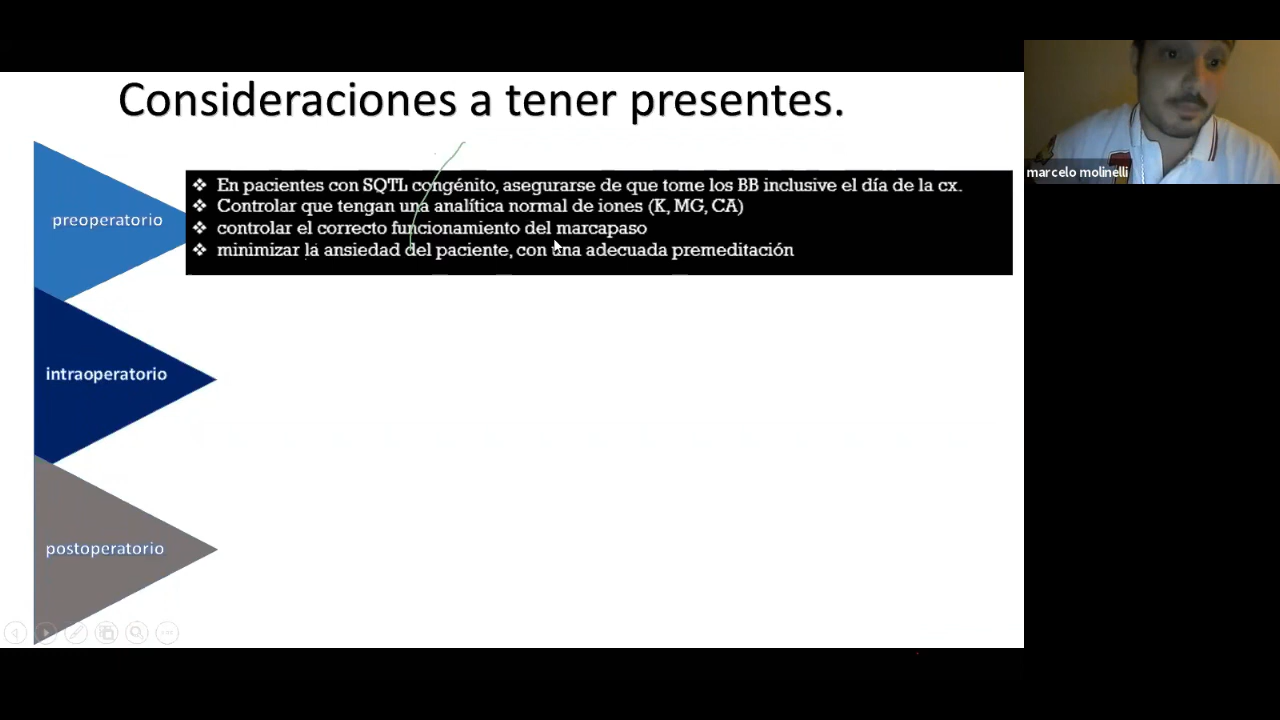 Consideraciones a tener presentes.
marcelo molinelli
preoperatorio
❖ En pacientes con SQTL congénito, asegurarse de que tome los BB inclusive el día de la cx.
❖ Controlar que tengan una analítica normal de iones (K, MG, CA)
❖ controlar el correcto funcionamiento del marcapaso
❖ minimizar la ansiedad del paciente, con una adecuada premeditación
intraoperatorio
postoperatorio